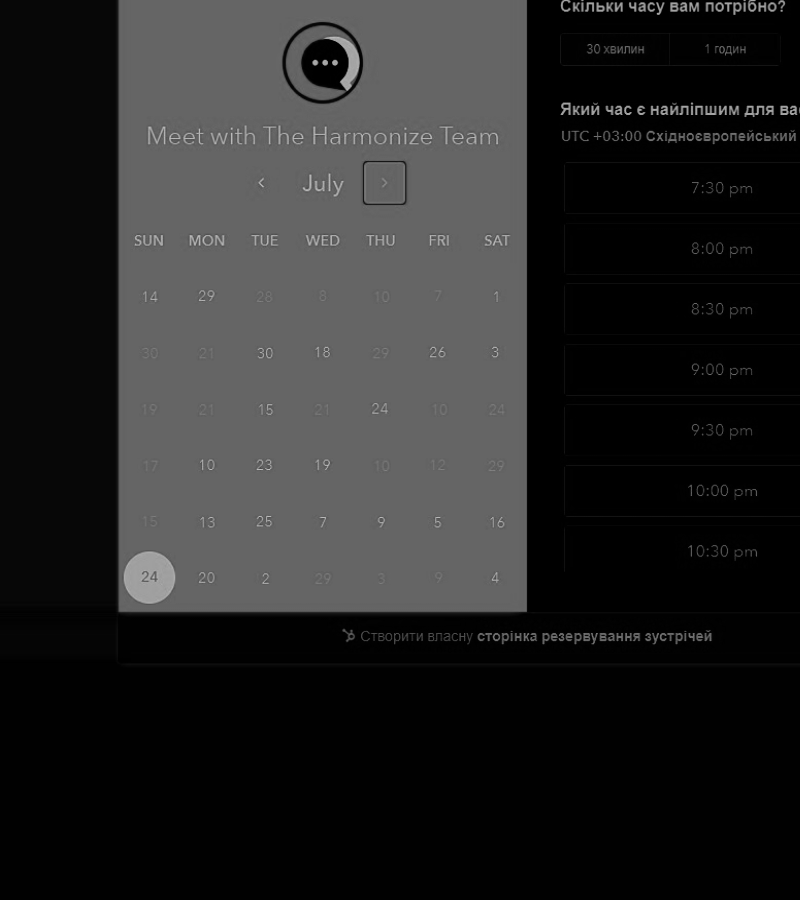 Meet with The Harmonize Team
July
SUN MON TUE WED THU FRI SAT
14 29 28 8 10 7 1
30 21 30 18 29 26 3
19 21 15 21 24 10 24
17 10 23 19 10 12 29
15 13 25 7 9 5 16
24 20 2 29 3 9 4
Скільки часу вам потрібно?
30 хвилин 1 годин
Який час є найліпшим для
UTC +03:00 Східноєвропейський
7:30 pm
8:00 pm
8:30 pm
9:00 pm
9:30 pm
10:00 pm
10:30 pm
Створити власну сторінка резервування зустрічей